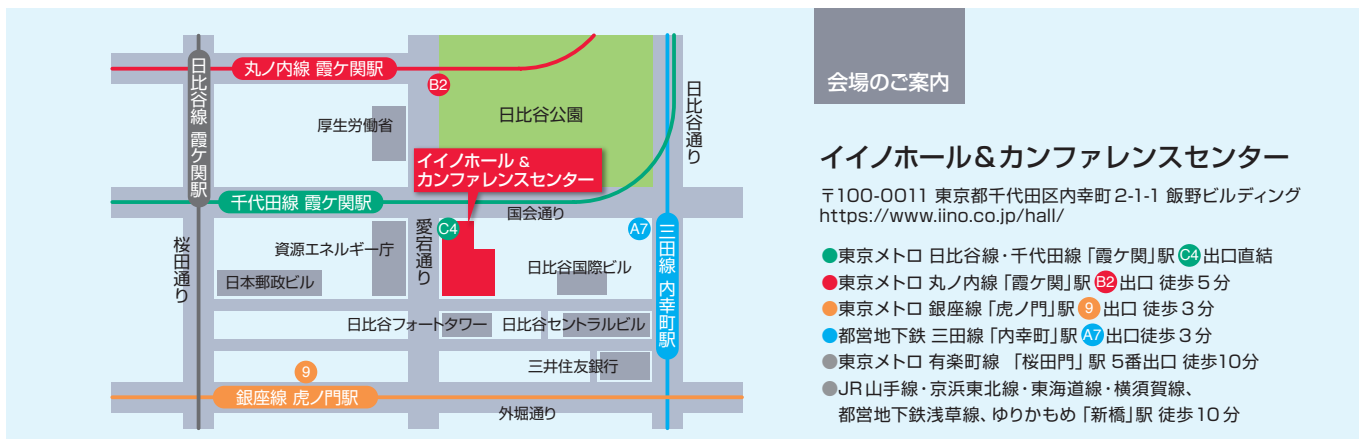 日比谷線 霞ケ関駅
丸ノ内線 霞ケ関駅
B2
日比谷公園
日比谷通り
厚生労働省
イイノホール &
カンファレンスセンター
千代田線 霞ケ関駅
国会通り
桜田通り
愛宕通り
C4
A7
三田線 内幸町駅
資源エネルギー庁
日本郵政ビル
日比谷国際ビル
日比谷フォートタワー
日比谷セントラルビル
三井住友銀行
9
銀座線 虎ノ門駅
外堀通り
会場のご案内
イイノホール&カンファレンスセンター
〒100-0011 東京都千代田区内幸町2-1-1 飯野ビルディング
https://www.iino.co.jp/hall/
●東京メトロ 日比谷線・千代田線「霞ケ関」駅 C4 出口直結
●東京メトロ 丸ノ内線「霞ケ関」駅 B2 出口 徒歩5分
●東京メトロ 銀座線「虎ノ門」駅 9 出口 徒歩3分
●都営地下鉄 三田線「内幸町」駅 A7 出口徒歩3分
●東京メトロ 有楽町線 「桜田門」駅 5番出口 徒歩10分
●JR山手線・京浜東北線・東海道線・横須賀線、
都営地下鉄浅草線、ゆりかもめ「新橋」駅 徒歩10分